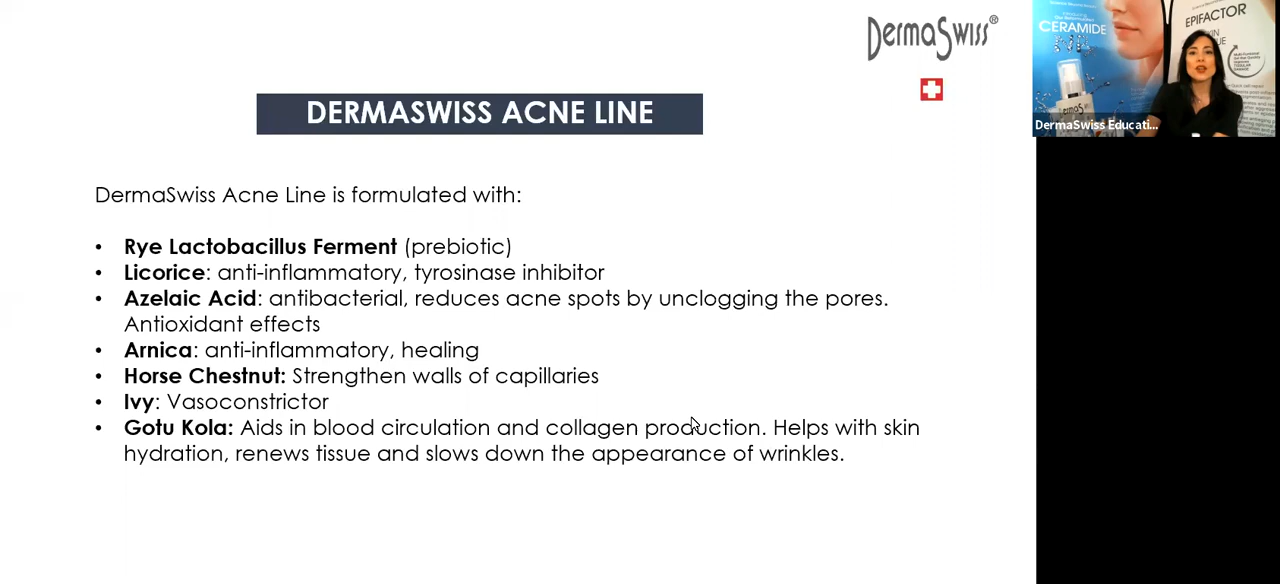 DermaSwiss®
DERMASWISS ACNE LINE
DermaSwiss Acne Line is formulated with:
• Rye Lactobacillus Ferment (prebiotic)
• Licorice: anti-inflammatory, tyrosinase inhibitor
• Azelaic Acid: antibacterial, reduces acne spots by unclogging the pores.
Antioxidant effects
• Arnica: anti-inflammatory, healing
• Horse Chestnut: Strengthen walls of capillaries
• Ivy: Vasoconstrictor
• Gotu Kola: Aids in blood circulation and collagen production. Helps with skin
hydration, renews tissue and slows down the appearance of wrinkles.
CERAMIDE
EPIFACTOR
DermaSwiss Educati...